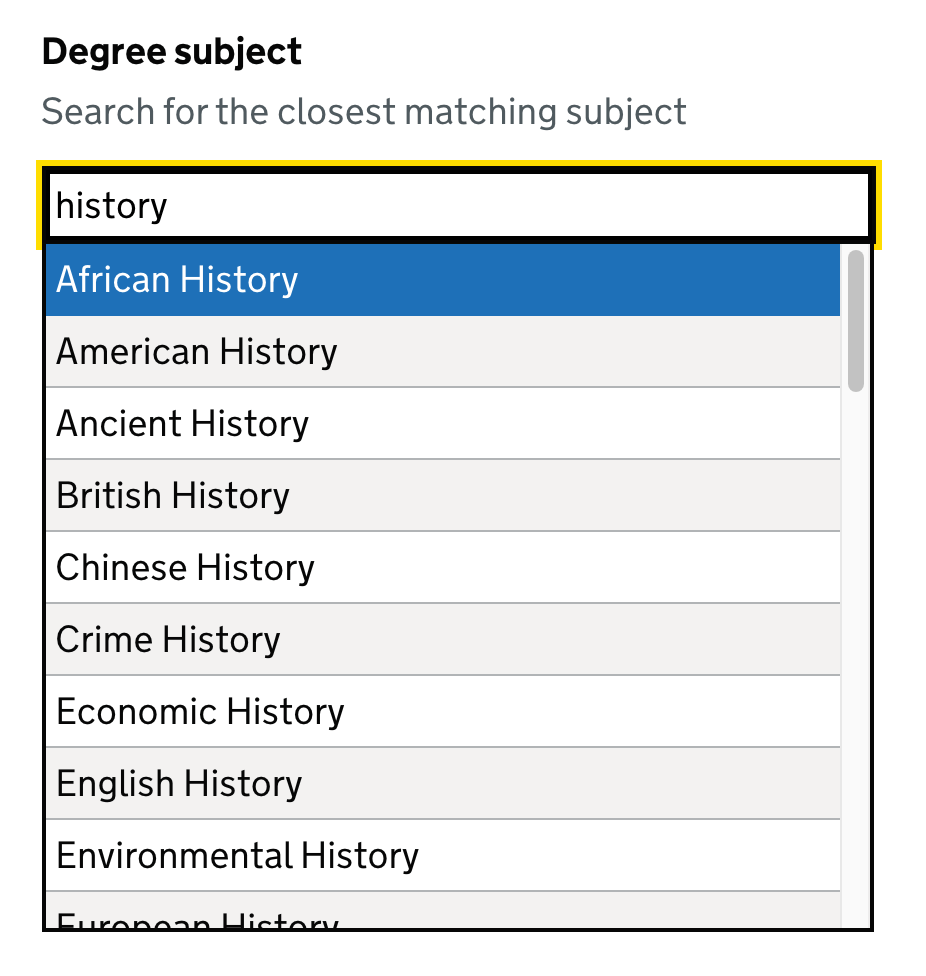 Degree subject
Search for the closest matching subject
history
African History
American History
Ancient History
British History
Chinese History
Crime History
Economic History
English History
Environmental History
European History